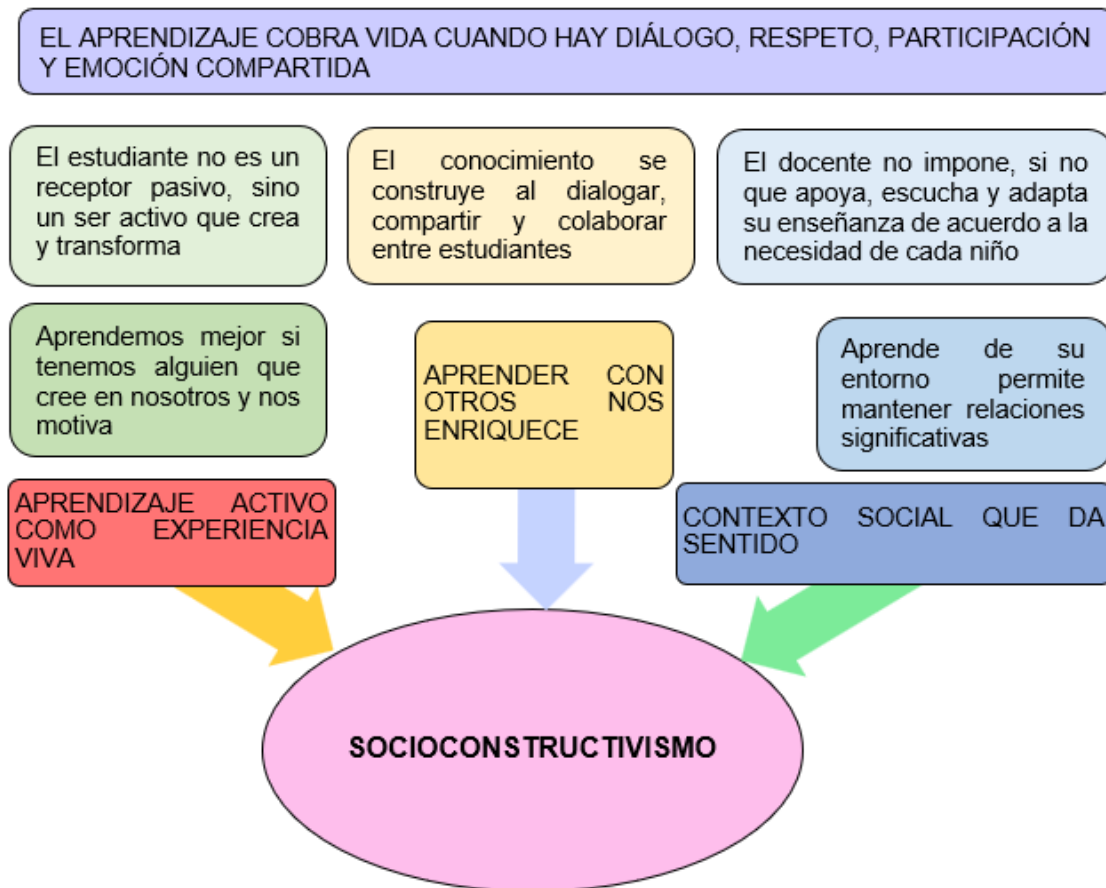 EL APRENDIZAJE COBRA VIDA CUANDO HAY DIÁLOGO, RESPETO, PARTICIPACIÓN
Y EMOCIÓN COMPARTIDA
El estudiante no es un
receptor pasivo, sino
un ser activo que crea
y transforma
El conocimiento se
construye al dialogar,
compartir y colaborar
entre estudiantes
El docente no impone, si no
que apoya, escucha y adapta
su enseñanza de acuerdo a la
necesidad de cada niño
Aprendemos mejor si
tenemos alguien que
cree en nosotros y nos
motiva
APRENDER CON
OTROS NOS
ENRIQUECE
Aprende de su
entorno permite
mantener relaciones
significativas
APRENDIZAJE ACTIVO
COMO EXPERIENCIA
VIVA
CONTEXTO SOCIAL QUE DA
SENTIDO
SOCIOCONSTRUCTIVISMO